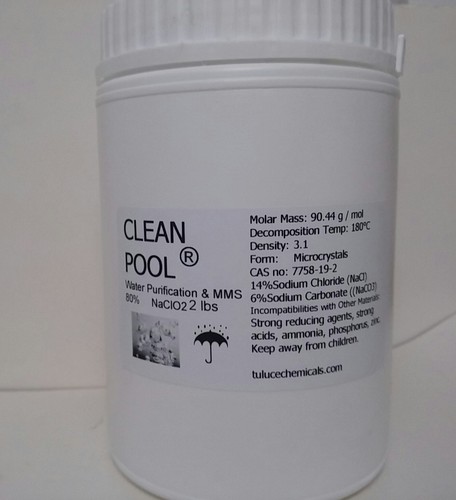 CLEAN
POOL®
Water Purification & MMS
80% NaClO2 2 lbs
Molar Mass: 90.44 g / mol
Decomposition Temp: 180°C
Density: 3.1
Form: Microcrystals
CAS no: 7758-19-2
14%Sodium Chloride (NaCl)
6%Sodium Carbonate ((NaCO3)
Incompatibilities with Other Materials:
Strong reducing agents, strong
acids, ammonia, phosphorus, zinc.
Keep away from children.
tulucechemicals.com